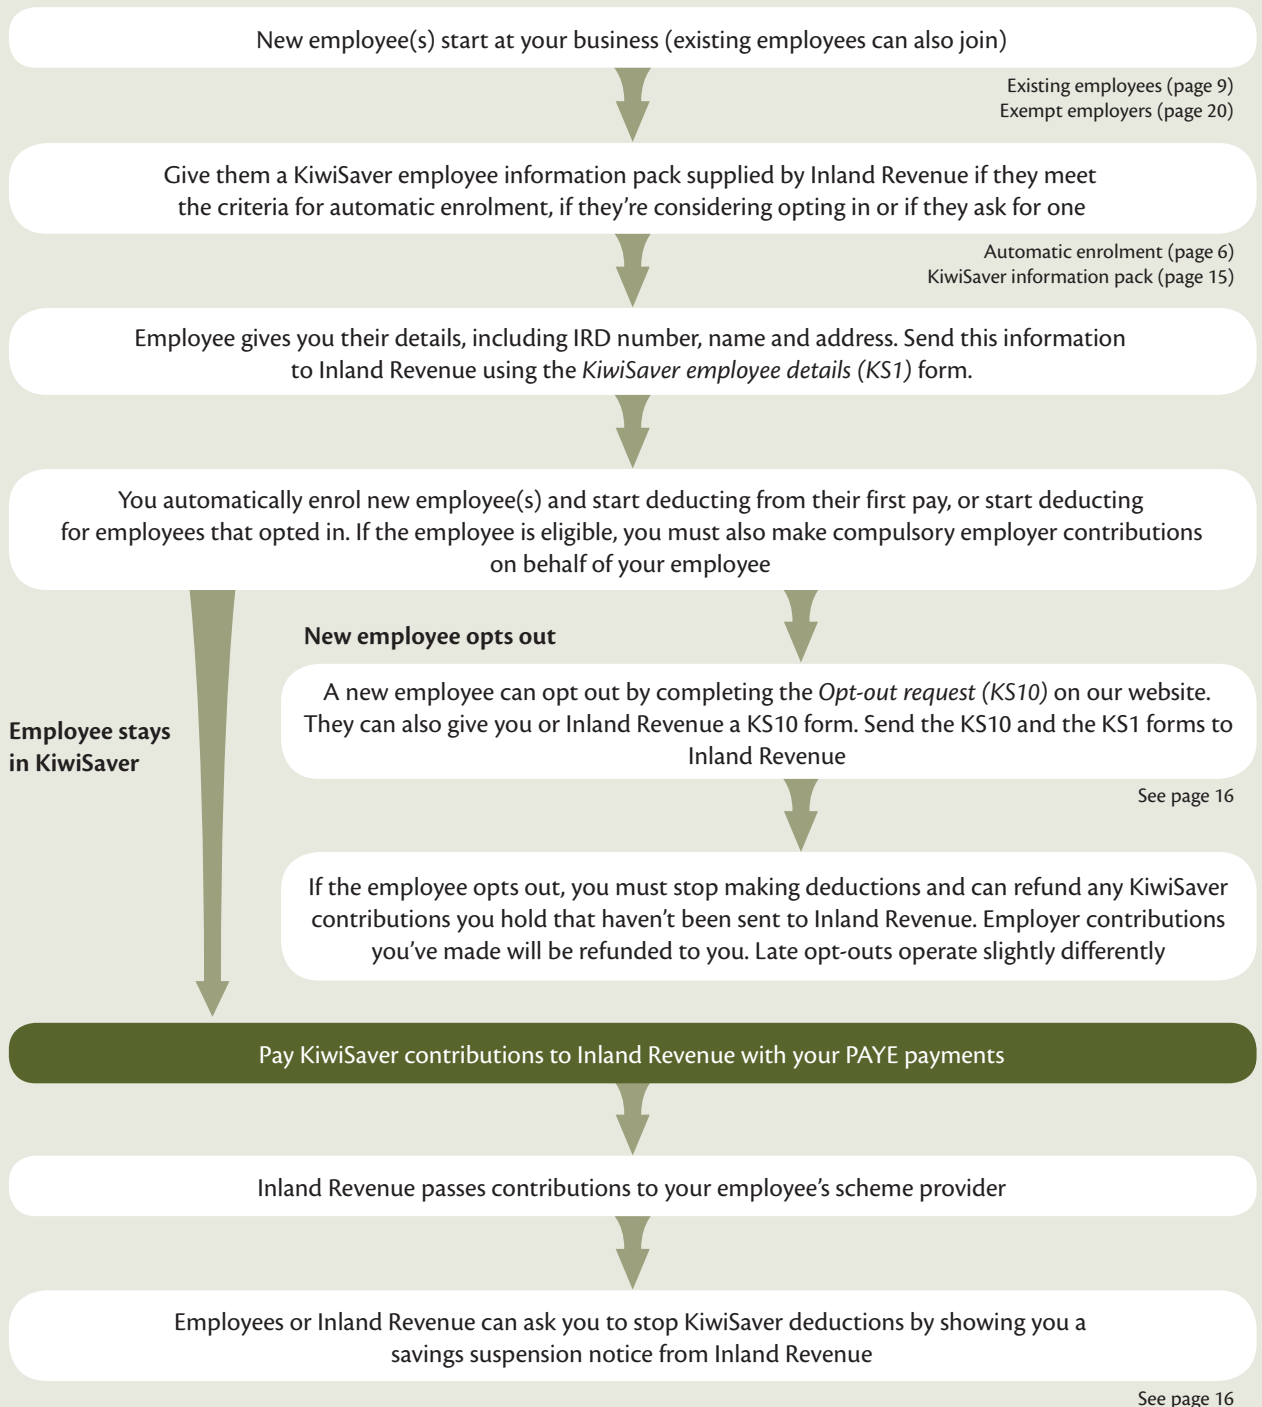 New employee(s) start at your business (existing employees can also join)
Existing employees (page 9)
Exempt employers (page 20)
Give them a KiwiSaver employee information pack supplied by Inland Revenue if they meet
the criteria for automatic enrolment, if they're considering opting in or if they ask for one
Automatic enrolment (page 6)
KiwiSaver information pack (page 15)
Employee gives you their details, including IRD number, name and address. Send this information
to Inland Revenue using the KiwiSaver employee details (KS1) form.
You automatically enrol new employee(s) and start deducting from their first pay, or start deducting
for employees that opted in. If the employee is eligible, you must also make compulsory employer contributions
on behalf of your employee
New employee opts out
A new employee can opt out by completing the Opt-out request (KS10) on our website.
They can also give you or Inland Revenue a KS10 form. Send the KS10 and the KS1 forms to
Inland Revenue
Employee stays
in KiwiSaver
See page 16
If the employee opts out, you must stop making deductions and can refund any KiwiSaver
contributions you hold that haven't been sent to Inland Revenue. Employer contributions
you've made will be refunded to you. Late opt-outs operate slightly differently
Pay KiwiSaver contributions to Inland Revenue with your PAYE payments
Inland Revenue passes contributions to your employee's scheme provider
Employees or Inland Revenue can ask you to stop KiwiSaver deductions by showing you a
savings suspension notice from Inland Revenue
See page 16